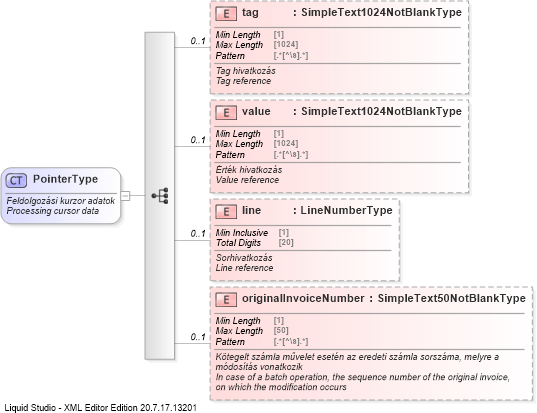 E tag : SimpleText1024NotBlankType
0..1
Min Length [1]
Max Length [1024]
Pattern [.*[^\s].*]
Tag hivatkozás
Tag reference
E value : SimpleText1024NotBlankType
0..1
Min Length [1]
Max Length [1024]
Pattern [.*[^\s].*]
Érték hivatkozás
Value reference
CT PointerType
Feldolgozási kurzor adatok
Processing cursor data
E line : LineNumberType
0..1
Min Inclusive [1]
Total Digits [20]
Sorhivatkozás
Line reference
E originalInvoiceNumber : SimpleText50NotBlankType
0..1
Min Length [1]
Max Length [50]
Pattern [.*[^\s].*]
Kötegelt számla művelet esetén az eredeti számla sorszáma, melyre a
módosítás vonatkozik
In case of a batch operation, the sequence number of the original invoice,
on which the modification occurs
Liquid Studio - XML Editor Edition 20.7.17.13201